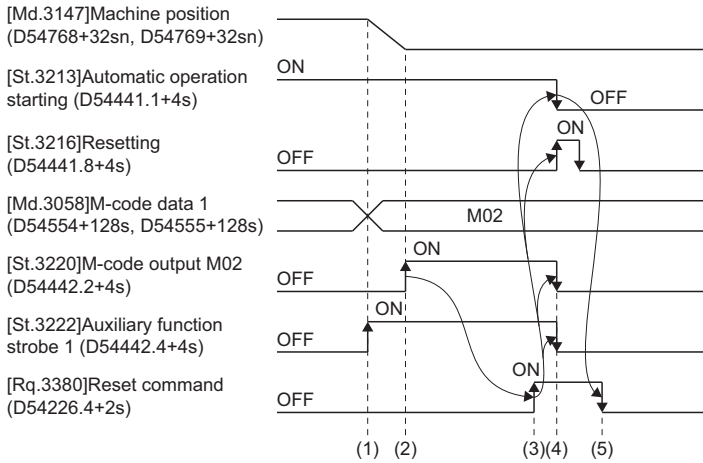 [Md.3147]Machine position
(D54768+32sn, D54769+32sn)
[St.3213]Automatic operation
starting (D54441.1+4s)
ON
OFF
[St.3216]Resetting
(D54441.8+4s)
OFF
ON
[Md.3058]M-code data 1
(D54554+128s, D54555+128s)
M02
[St.3220]M-code output M02
(D54442.2+4s)
OFF
ON
[St.3222]Auxiliary function
strobe 1 (D54442.4+4s)
OFF
ON
[Rq.3380]Reset command
(D54226.4+2s)
OFF
ON
(1) (2) (3)(4) (5)